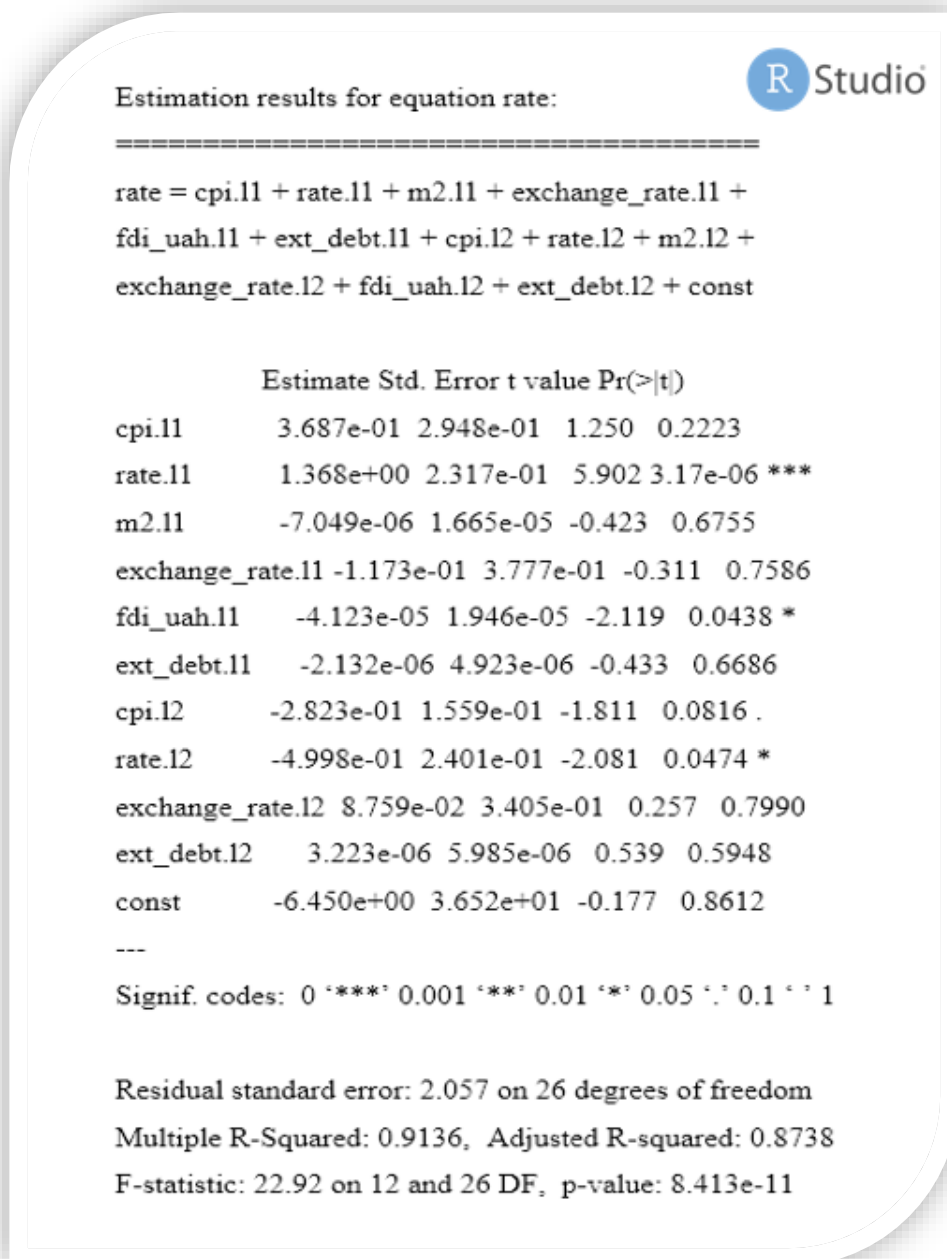 R Studio
Estimation results for equation rate:
======================================
rate = cpi.l1 + rate.l1 + m2.l1 + exchange_rate.l1 +
fdi_uah.l1 + ext_debt.l1 + cpi.l2 + rate.l2 + m2.l2 +
exchange_rate.l2 + fdi_uah.l2 + ext_debt.l2 + const
Estimate Std. Error t value Pr(>|t|)
cpi.l1 3.687e-01 2.948e-01 1.250 0.2223
rate.l1 1.368e+00 2.317e-01 5.902 3.17e-06 ***
m2.l1 -7.049e-06 1.665e-05 -0.423 0.6755
exchange_rate.l1 -1.173e-01 3.777e-01 -0.311 0.7586
fdi_uah.l1 -4.123e-05 1.946e-05 -2.119 0.0438 *
ext_debt.l1 -2.132e-06 4.923e-06 -0.433 0.6686
cpi.l2 -2.823e-01 1.559e-01 -1.811 0.0816 .
rate.l2 -4.998e-01 2.401e-01 -2.081 0.0474 *
exchange_rate.l2 8.759e-02 3.405e-01 0.257 0.7990
ext_debt.l2 3.223e-06 5.985e-06 0.539 0.5948
const -6.450e+00 3.652e+01 -0.177 0.8612
---
Signif. codes: 0 ‘***’ 0.001 ‘**’ 0.01 ‘*’ 0.05 ‘.’ 0.1 ‘ ’ 1
Residual standard error: 2.057 on 26 degrees of freedom
Multiple R-Squared: 0.9136, Adjusted R-squared: 0.8738
F-statistic: 22.92 on 12 and 26 DF, p-value: 8.413e-11